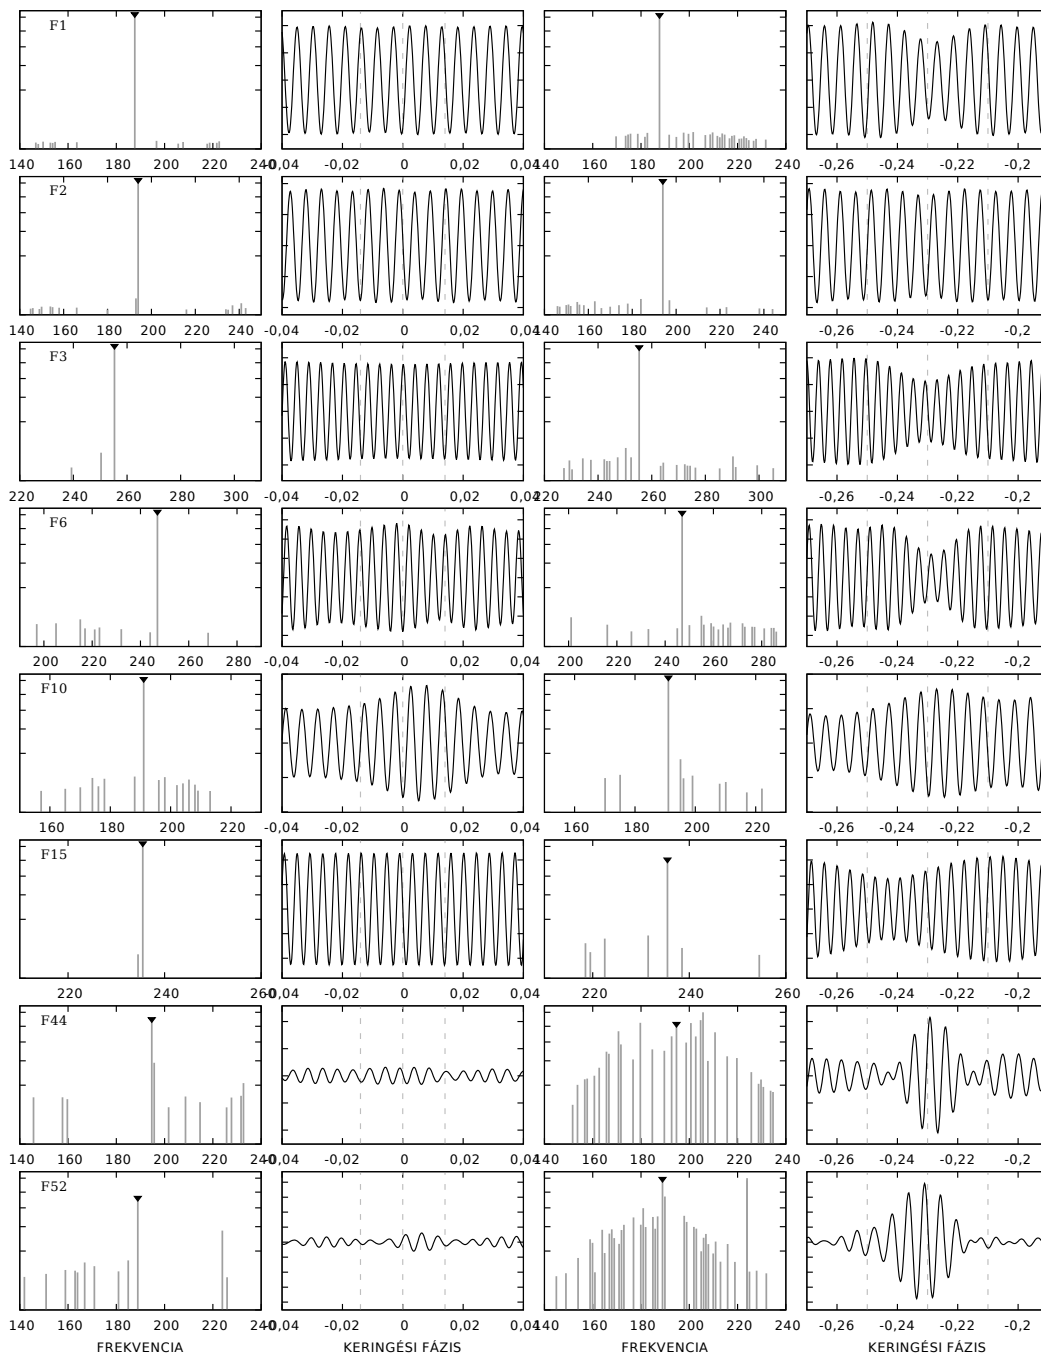 F1
140 160 180 200 220 240 -0,04 -0,02 0 0,02 0,04 140 160 180 200 220 240 -0,26 -0,24 -0,22 -0,2
F2
140 160 180 200 220 240 -0,04 -0,02 0 0,02 0,04 140 160 180 200 220 240 -0,26 -0,24 -0,22 -0,2
F3
220 240 260 280 300 -0,04 -0,02 0 0,02 0,04 220 240 260 280 300 -0,26 -0,24 -0,22 -0,2
F6
200 220 240 260 280 -0,04 -0,02 0 0,02 0,04 200 220 240 260 280 -0,26 -0,24 -0,22 -0,2
F10
160 180 200 220 -0,04 -0,02 0 0,02 0,04 160 180 200 220 -0,26 -0,24 -0,22 -0,2
F15
220 240 260 -0,04 -0,02 0 0,02 0,04 220 240 260 -0,26 -0,24 -0,22 -0,2
F44
140 160 180 200 220 240 -0,04 -0,02 0 0,02 0,04 140 160 180 200 220 240 -0,26 -0,24 -0,22 -0,2
F52
140 160 180 200 220 240 -0,04 -0,02 0 0,02 0,04 140 160 180 200 220 240 -0,26 -0,24 -0,22 -0,2
FREKVENCIA KERINGÉSI FÁZIS FREKVENCIA KERINGÉSI FÁZIS